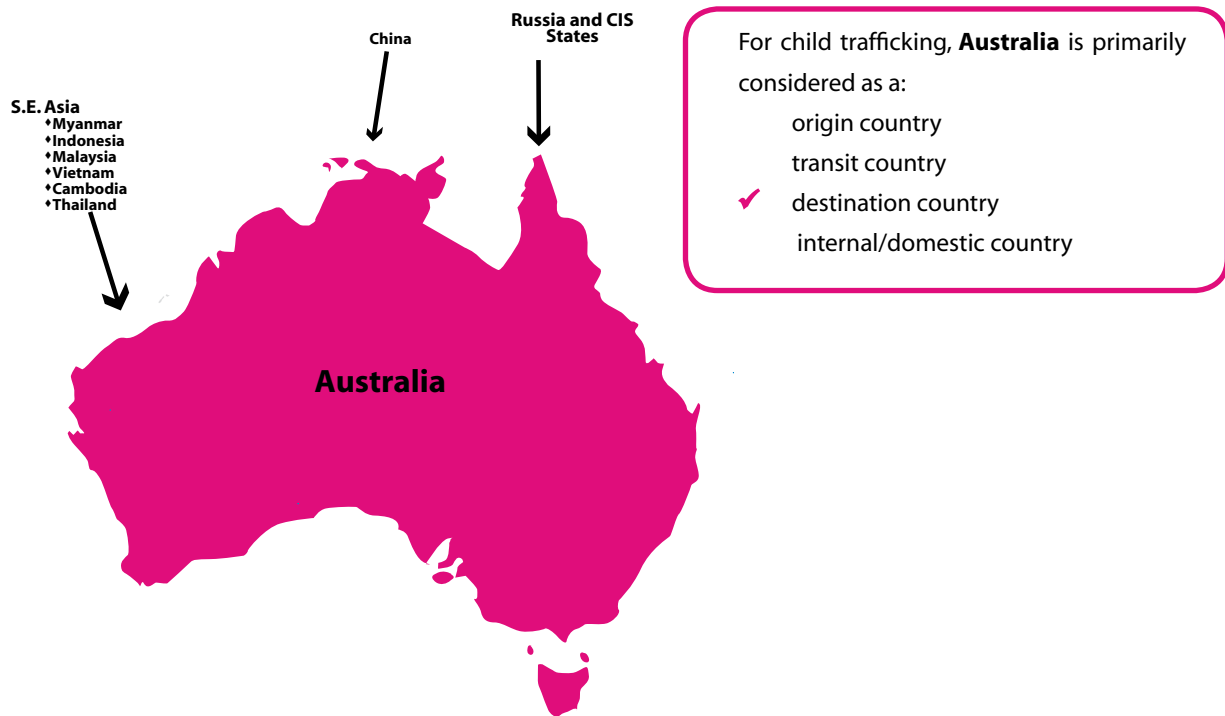 Russia and CIS
States
China
S.E. Asia
♦Myanmar
♦Indonesia
♦Malaysia
♦Vietnam
♦Cambodia
♦Thailand
Australia
For child trafficking, Australia is primarily
considered as a:
origin country
transit country
✓ destination country
internal/domestic country